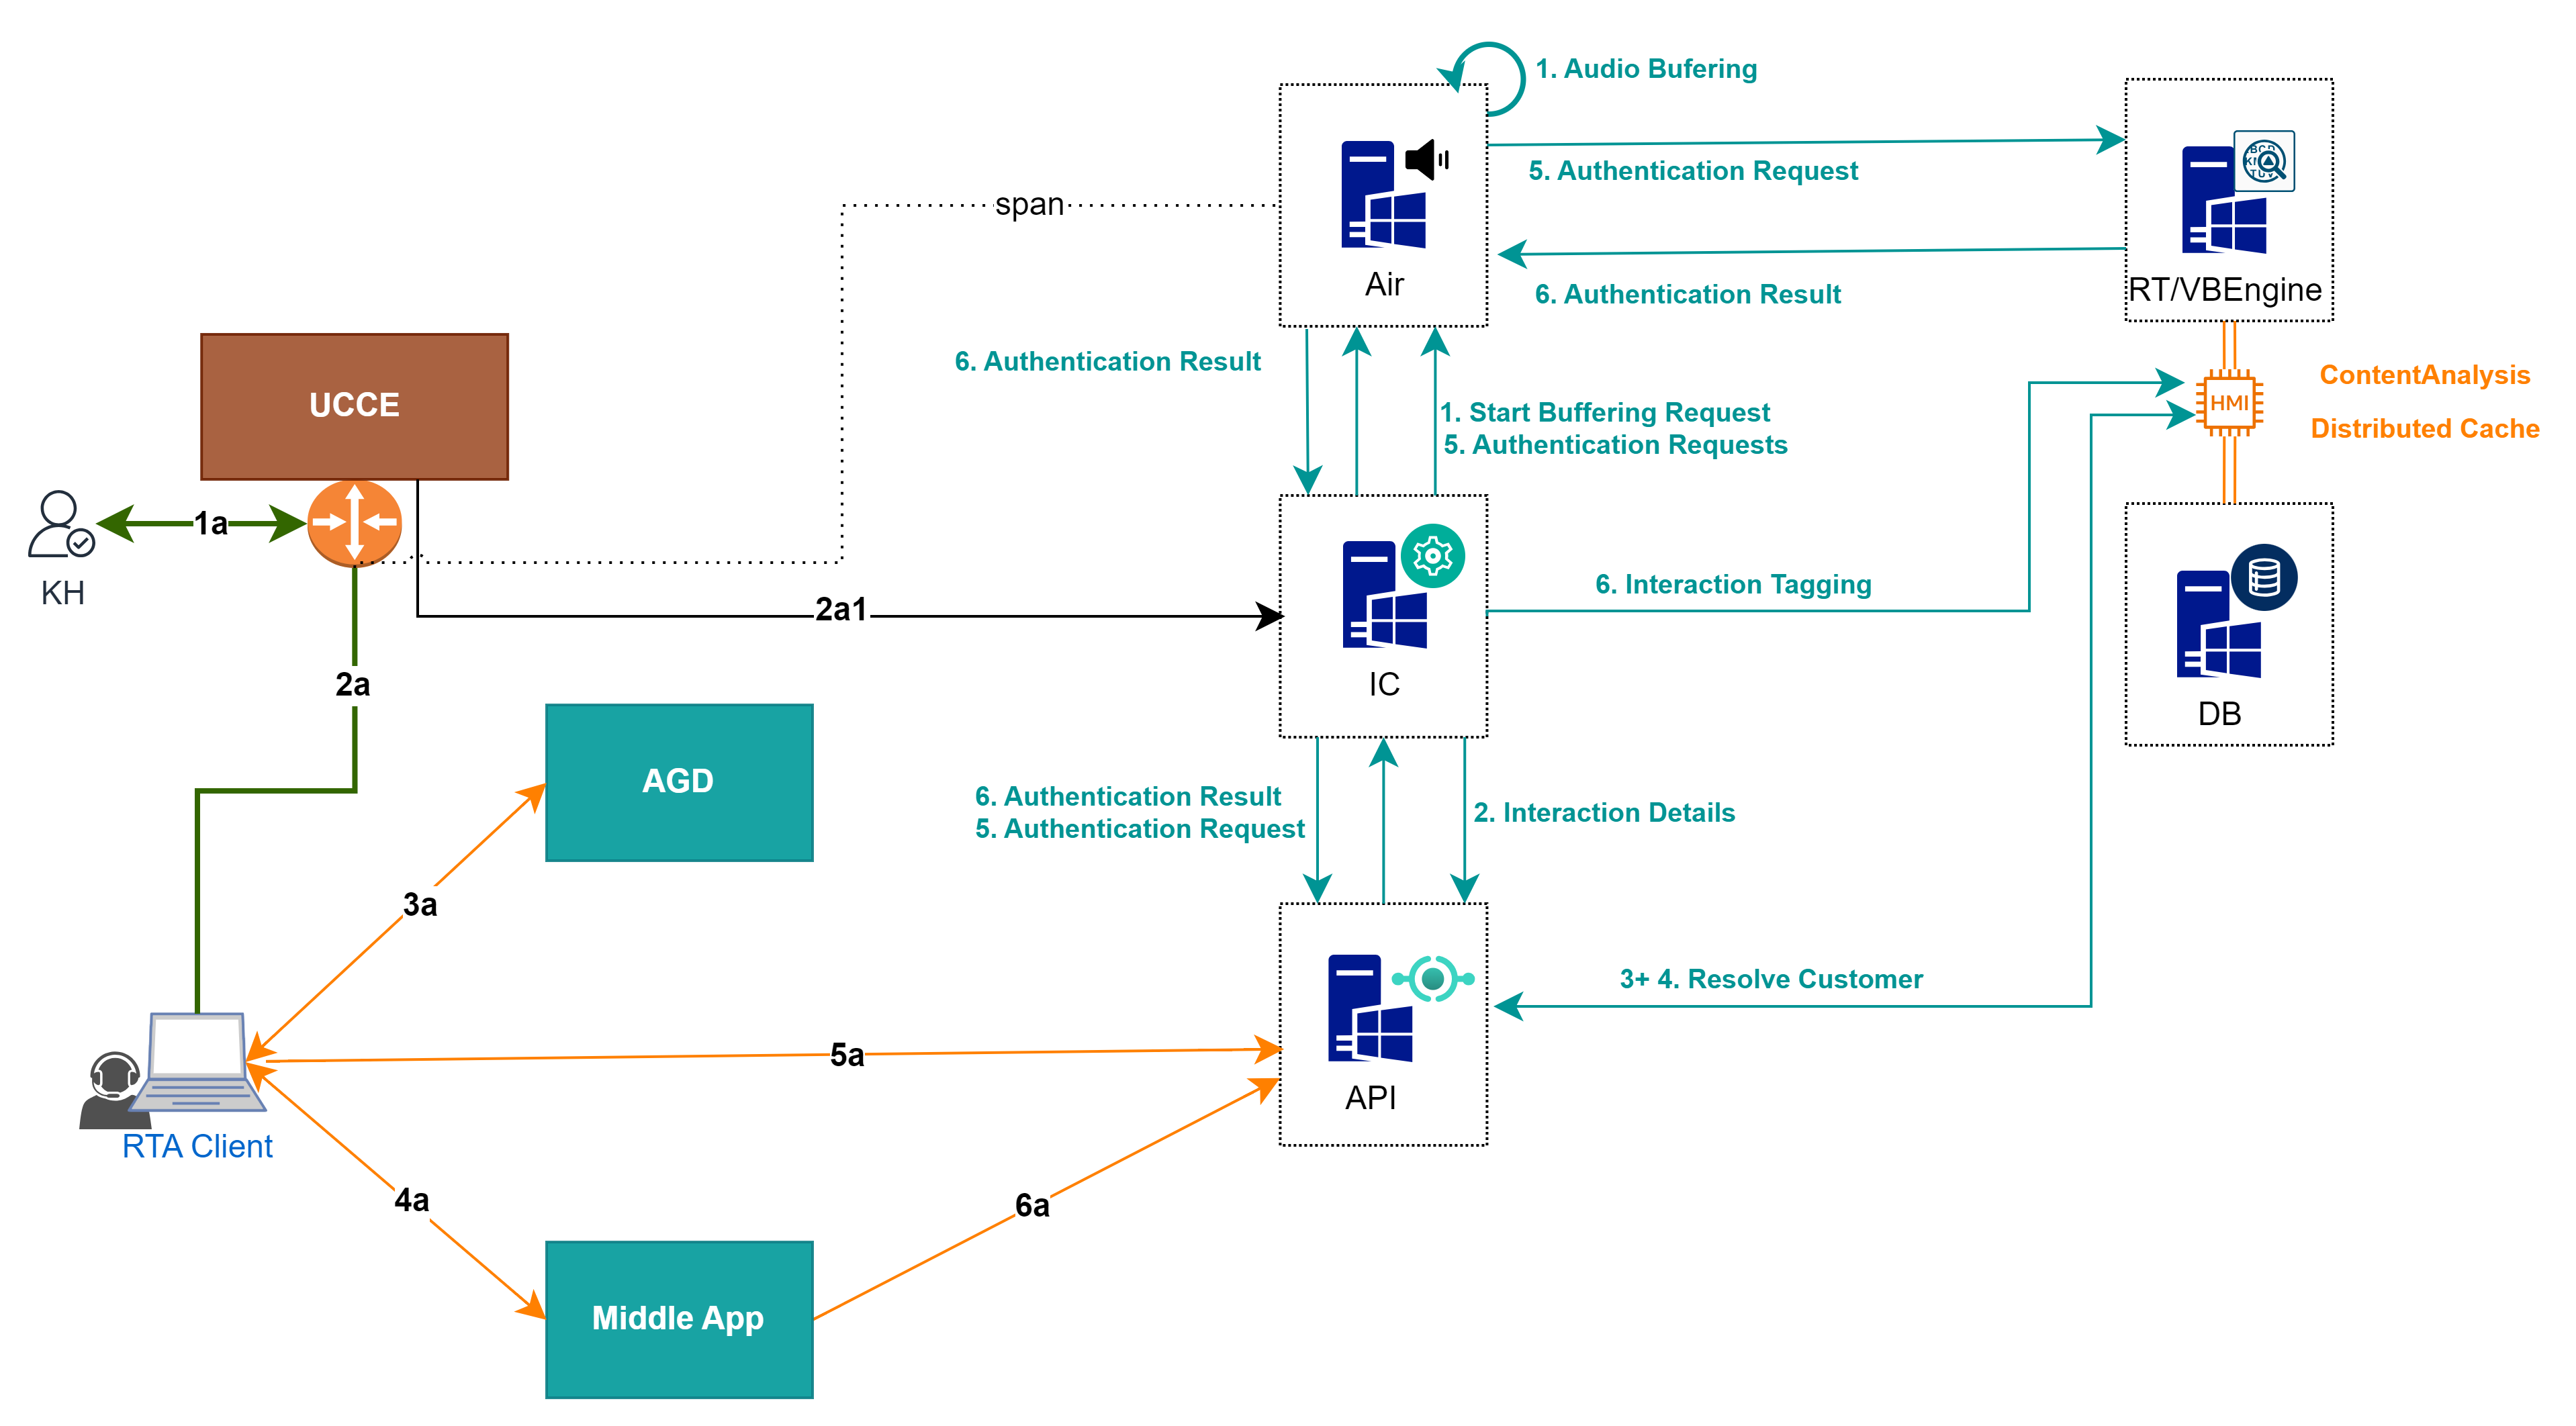 1. Audio Bufering
5. Authentication Request
span
Air
RT/VBEngine
6. Authentication Result
6. Authentication Result
ContentAnalysis
UCCE
HMI
1. Start Buffering Request
Distributed Cache
5. Authentication Requests
1a
KH
6. Interaction Tagging
2a1
2a
IC
DB
AGD
6. Authentication Result
2. Interaction Details
5. Authentication Request
3a
3+ 4. Resolve Customer
5a
API
RTA Client
4a
6a
Middle App